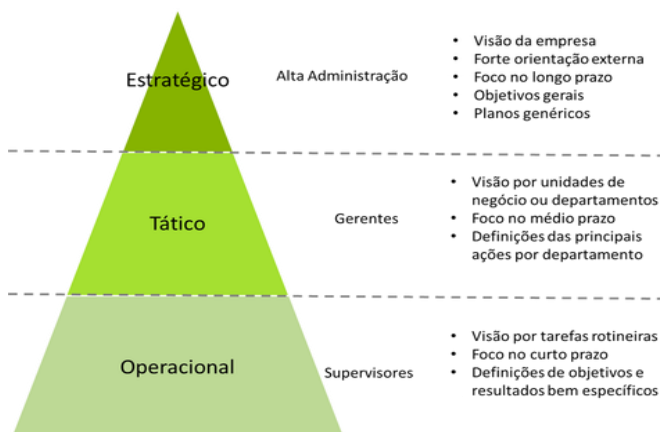 Estratégico
Alta Administração
• Visão da empresa
• Forte orientação externa
• Foco no longo prazo
• Objetivos gerais
• Planos genéricos
Tático
Gerentes
• Visão por unidades de
negócio ou departamentos
• Foco no médio prazo
• Definições das principais
ações por departamento
Operacional
Supervisores
• Visão por tarefas rotineiras
• Foco no curto prazo
• Definições de objetivos e
resultados bem específicos